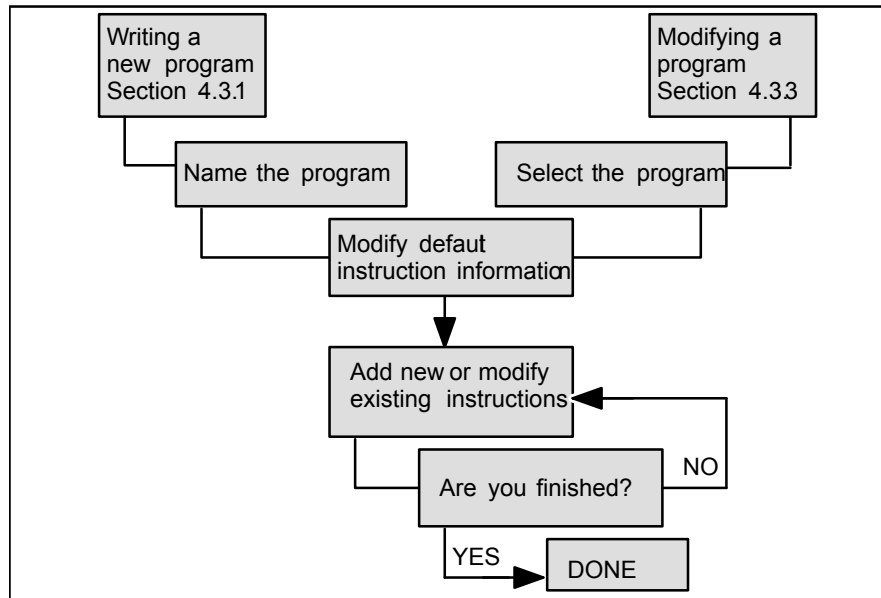 Writing a
new program
Section 4.3.1
Modifying a
program
Section 4.3.3
Name the program
Select the program
Modify defaut
instruction information
Add new or modify
existing instructions
NO
Are you finished?
YES
DONE